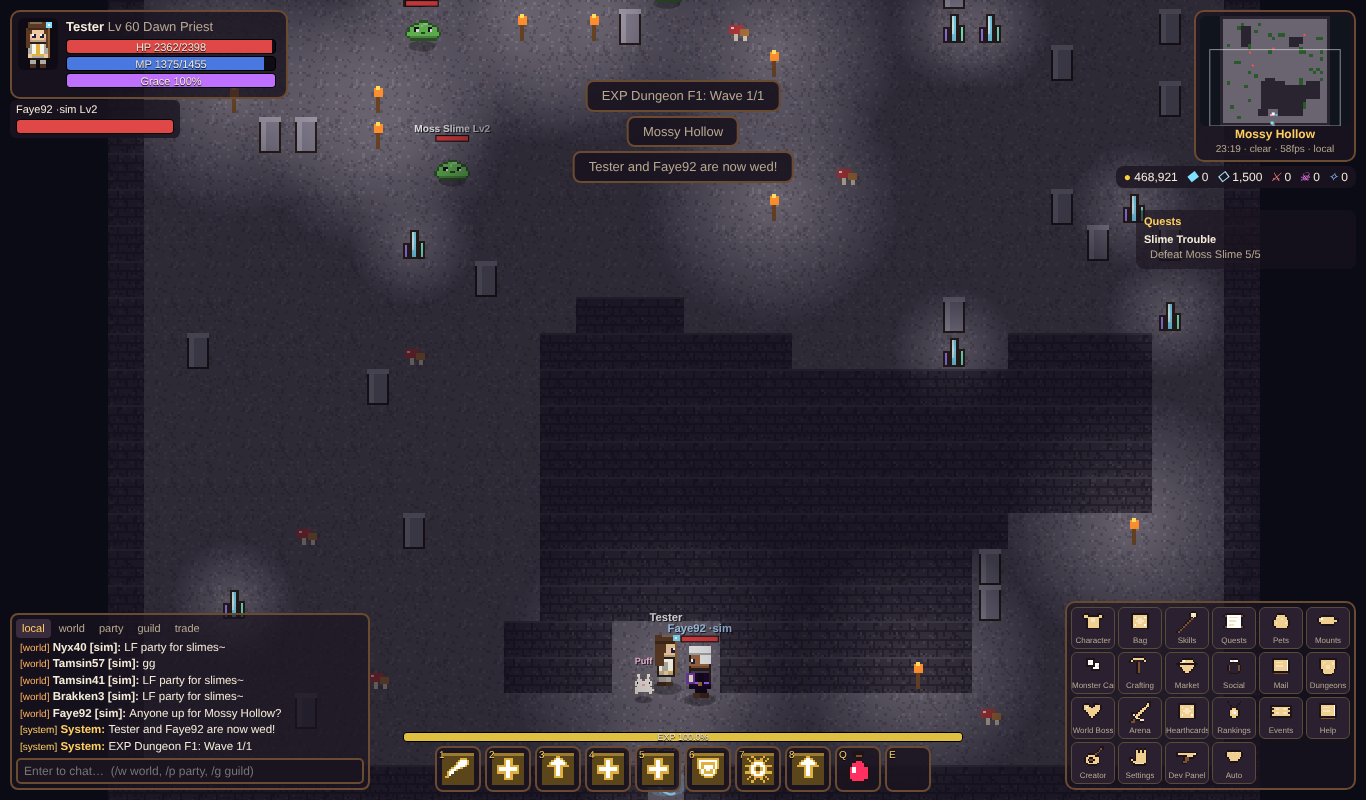 Tester Lv 60 Dawn Priest
HP 2362/2398
MP 1375/1455
Grace 100%
Faye92 ·sim Lv2
Moss Slime Lv2
EXP Dungeon F1: Wave 1/1
Mossy Hollow
Tester and Faye92 are now wed!
Mossy Hollow
23:19 · clear · 58fps · local
468,921 0 1,500 0 0 0
Quests
Slime Trouble
Defeat Moss Slime 5/5
Tester
Faye92 ·sim
Puff
local world party guild trade
[world] Nyx40 [sim]: LF party for slimes~
[world] Tamsin57 [sim]: gg
[world] Tamsin41 [sim]: LF party for slimes~
[world] Brakken3 [sim]: LF party for slimes~
[world] Faye92 [sim]: Anyone up for Mossy Hollow?
[system] System: Tester and Faye92 are now wed!
[system] System: EXP Dungeon F1: Wave 1/1
Enter to chat… (/w world, /p party, /g guild)
EXP 100.0%
1 2 3 4 5 6 7 8 Q E
Character Bag Skills Quests Pets Mounts
Monster Ca Crafting Market Social Mail Dungeons
World Boss Arena Hearthcards Rankings Events Help
Creator Settings Dev Panel Auto